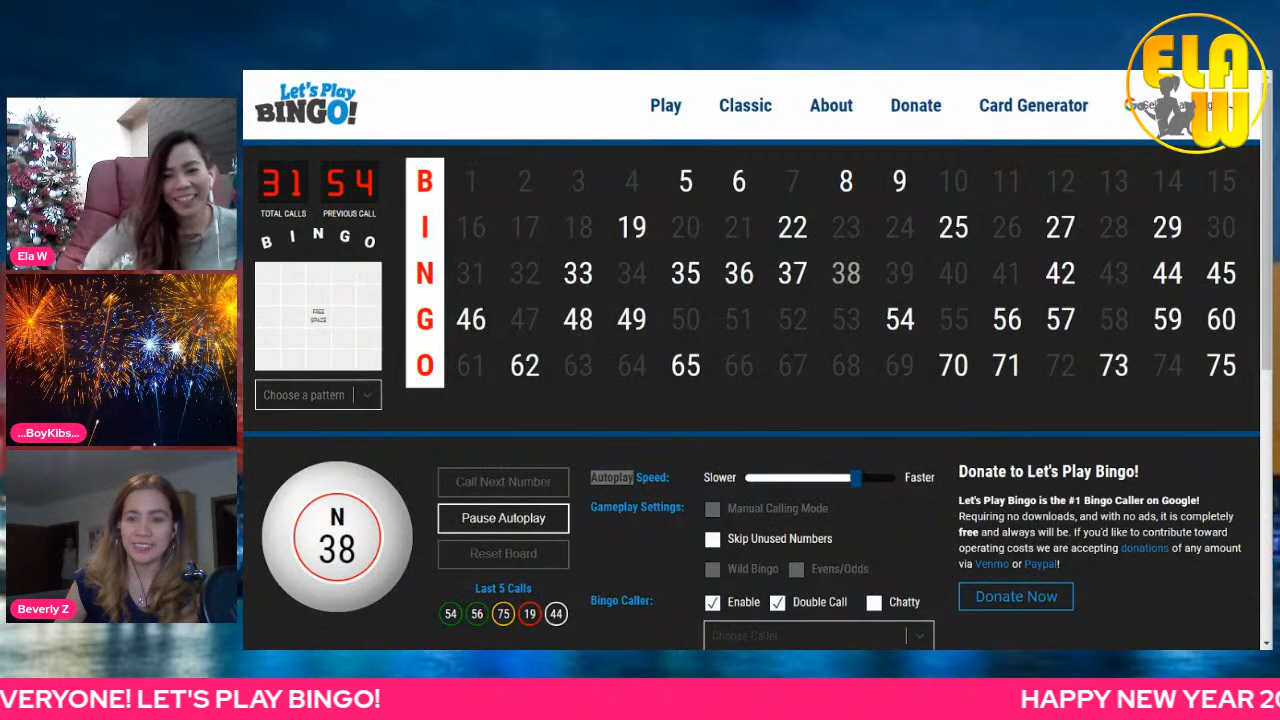 ELA
W
Let's Play
BINGO!
Play Classic About Donate Card Generator
31 54
TOTAL CALLS PREVIOUS CALL
B I N G O
FREE
SPACE
Choose a pattern
B 1 2 3 4 5 6 7 8 9 10 11 12 13 14 15
I 16 17 18 19 20 21 22 23 24 25 26 27 28 29 30
N 31 32 33 34 35 36 37 38 39 40 41 42 43 44 45
G 46 47 48 49 50 51 52 53 54 55 56 57 58 59 60
O 61 62 63 64 65 66 67 68 69 70 71 72 73 74 75
Ela W
...BoyKibs...
Beverly Z
N
38
Call Next Number
Pause Autoplay
Reset Board
Last 5 Calls
54 56 75 19 44
Autoplay Speed: Slower Faster
Gameplay Settings: Manual Calling Mode
Skip Unused Numbers
Wild Bingo Evens/Odds
Bingo Caller: Enable Double Call Chatty
Choose Caller
Donate to Let's Play Bingo!
Let's Play Bingo is the #1 Bingo Caller on Google!
Requiring no downloads, and with no ads, it is completely
free and always will be. If you'd like to contribute toward
operating costs we are accepting donations of any amount
via Venmo or Paypal!
Donate Now
VERYONE! LET'S PLAY BINGO! HAPPY NEW YEAR 20